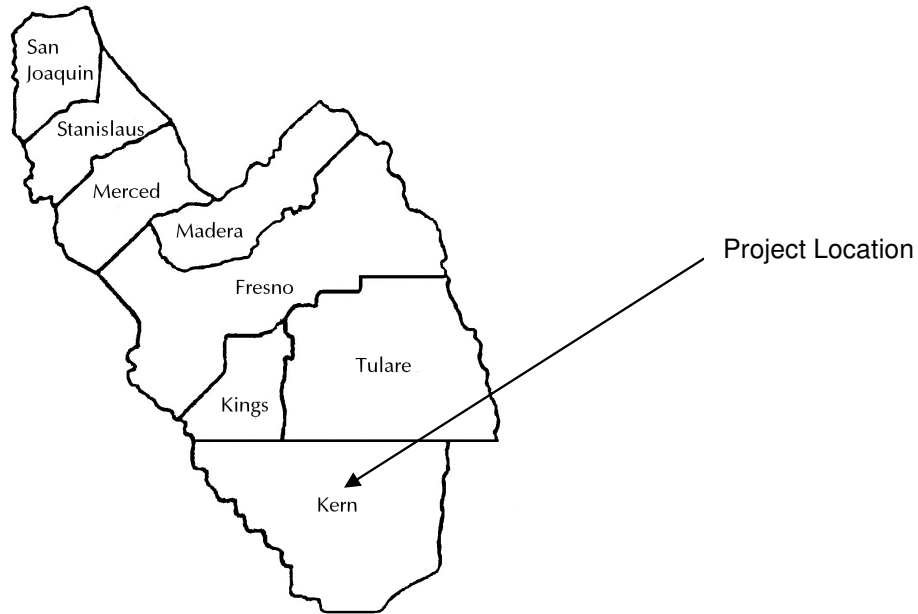 San
Joaquin
Stanislaus
Merced
Madera
Project Location
Fresno
Tulare
Kings
Kern